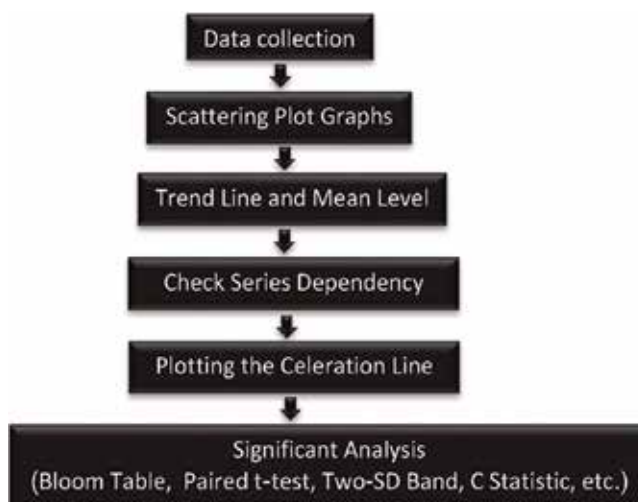 Data collection
Scattering Plot Graphs
Trend Line and Mean Level
Check Series Dependency
Plotting the Celeration Line
Significant Analysis
(Bloom Table, Paired t-test, Two-SD Band, C Statistic, etc.)